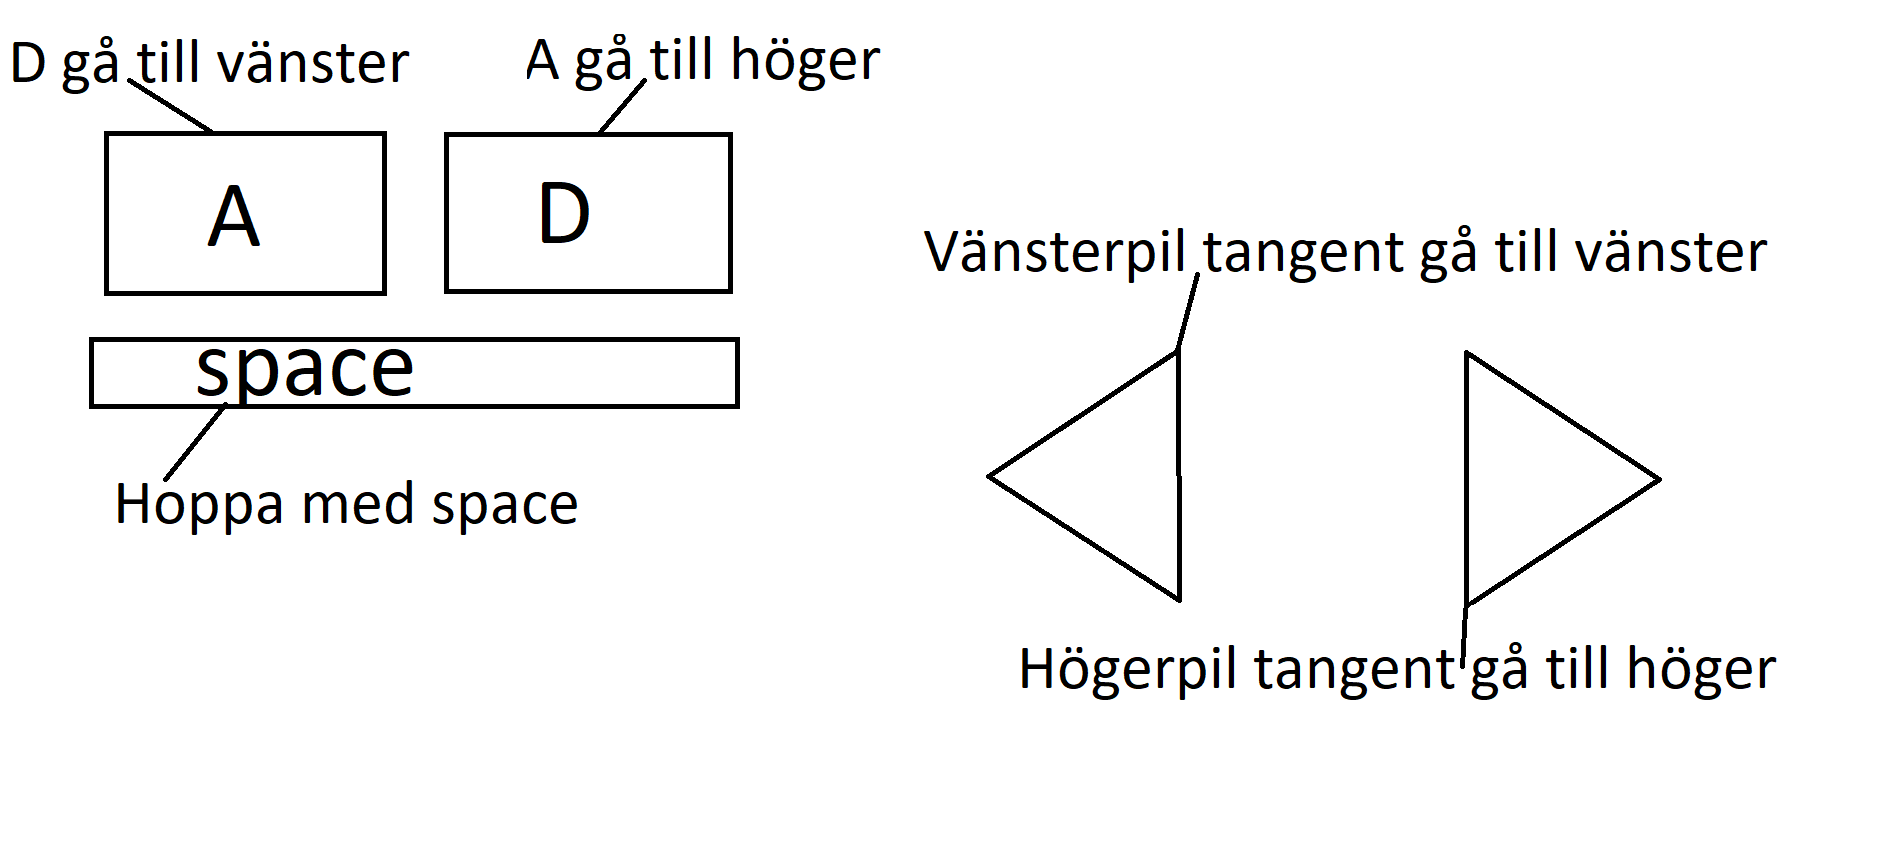 D gå till vänster
A gå till höger
A
D
space
Hoppa med space
Vänsterpil tangent gå till vänster
Högerpil tangent gå till höger